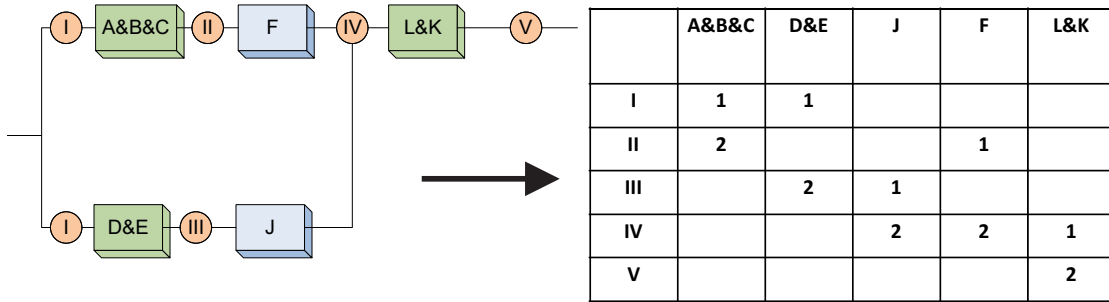 I A&B&C II F IV L&K V
I D&E III J
A&B&C D&E J F L&K
I 1 1
II 2 1
III 2 1
IV 2 2 1
V 2